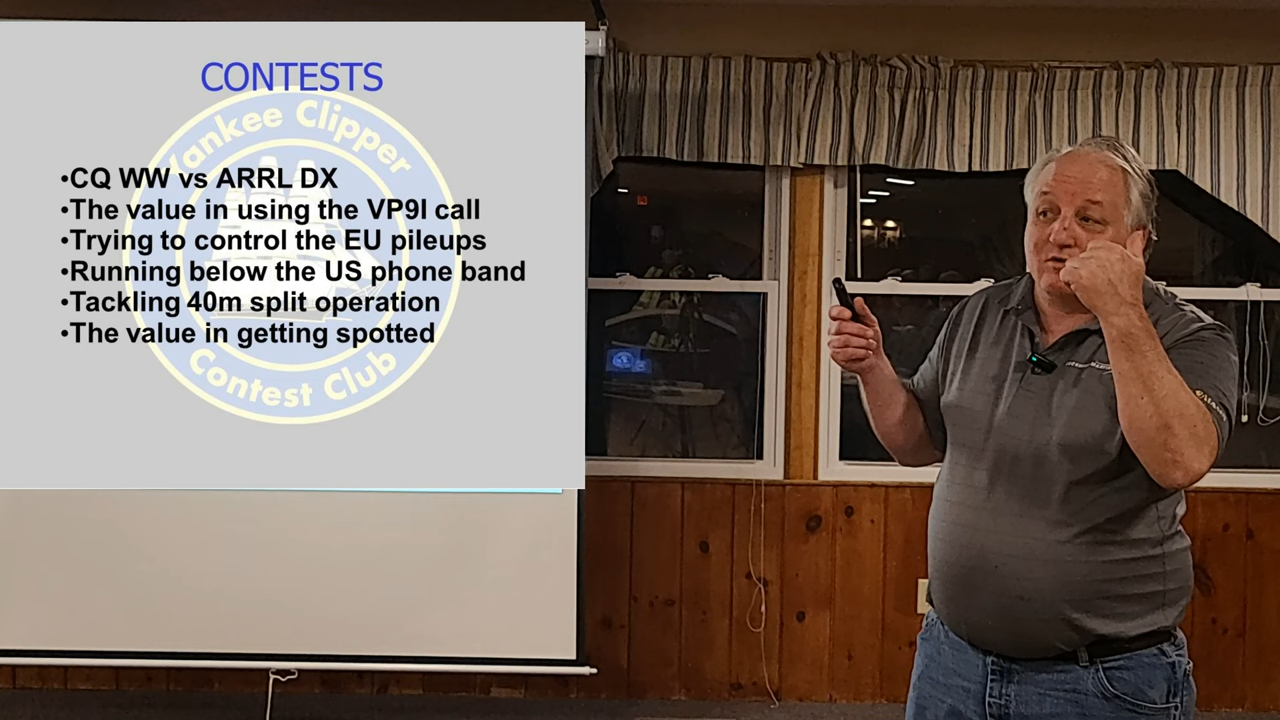 CONTESTS
Yankee Clipper
•CQ WW vs ARRL DX
•The value in using the VP9I call
•Trying to control the EU pileups
•Running below the US phone band
•Tackling 40m split operation
•The value in getting spotted
Contest Club